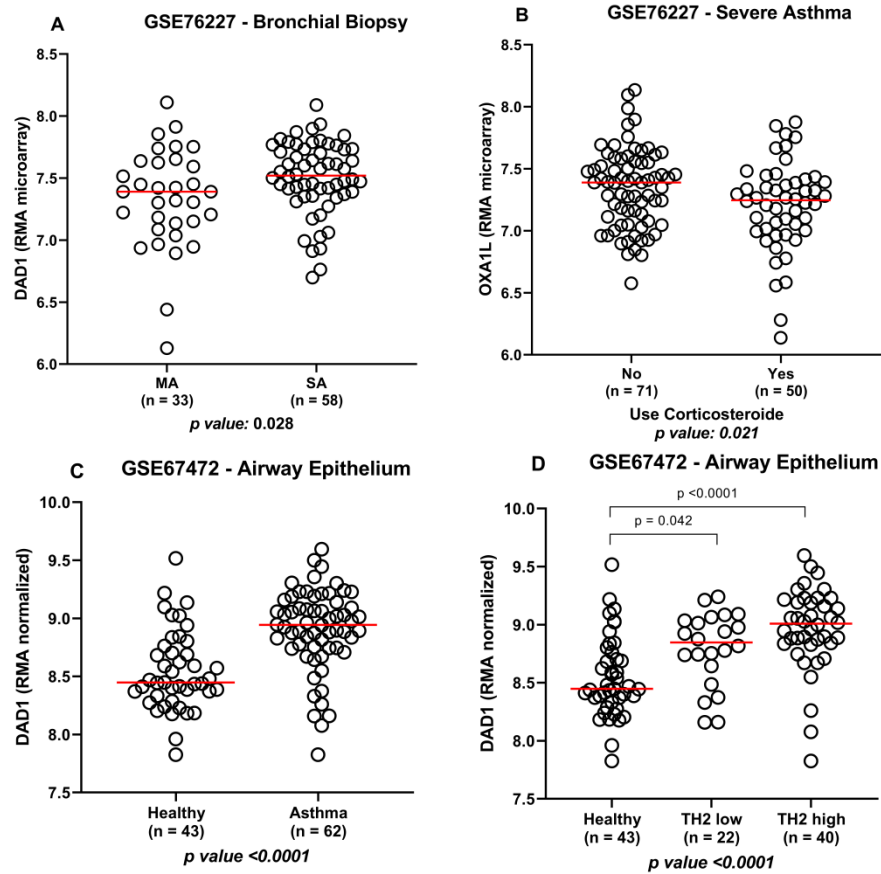 A
GSE76227 - Bronchial Biopsy
DAD1 (RMA microarray)
8.5
8.0
7.5
7.0
6.5
6.0
MA
(n = 33)
SA
(n = 58)
p value: 0.028
B
GSE76227 - Severe Asthma
OXA1L (RMA microarray)
8.5
8.0
7.5
7.0
6.5
6.0
No
(n = 71)
Yes
(n = 50)
Use Corticosteroide
p value: 0.021
C
GSE67472 - Airway Epithelium
DAD1 (RMA normalized)
10.0
9.5
9.0
8.5
8.0
7.5
Healthy
(n = 43)
Asthma
(n = 62)
p value <0.0001
D
GSE67472 - Airway Epithelium
DAD1 (RMA normalized)
10.0
9.5
9.0
8.5
8.0
7.5
p <0.0001
p = 0.042
Healthy
(n = 43)
TH2 low
(n = 22)
TH2 high
(n = 40)
p value <0.0001